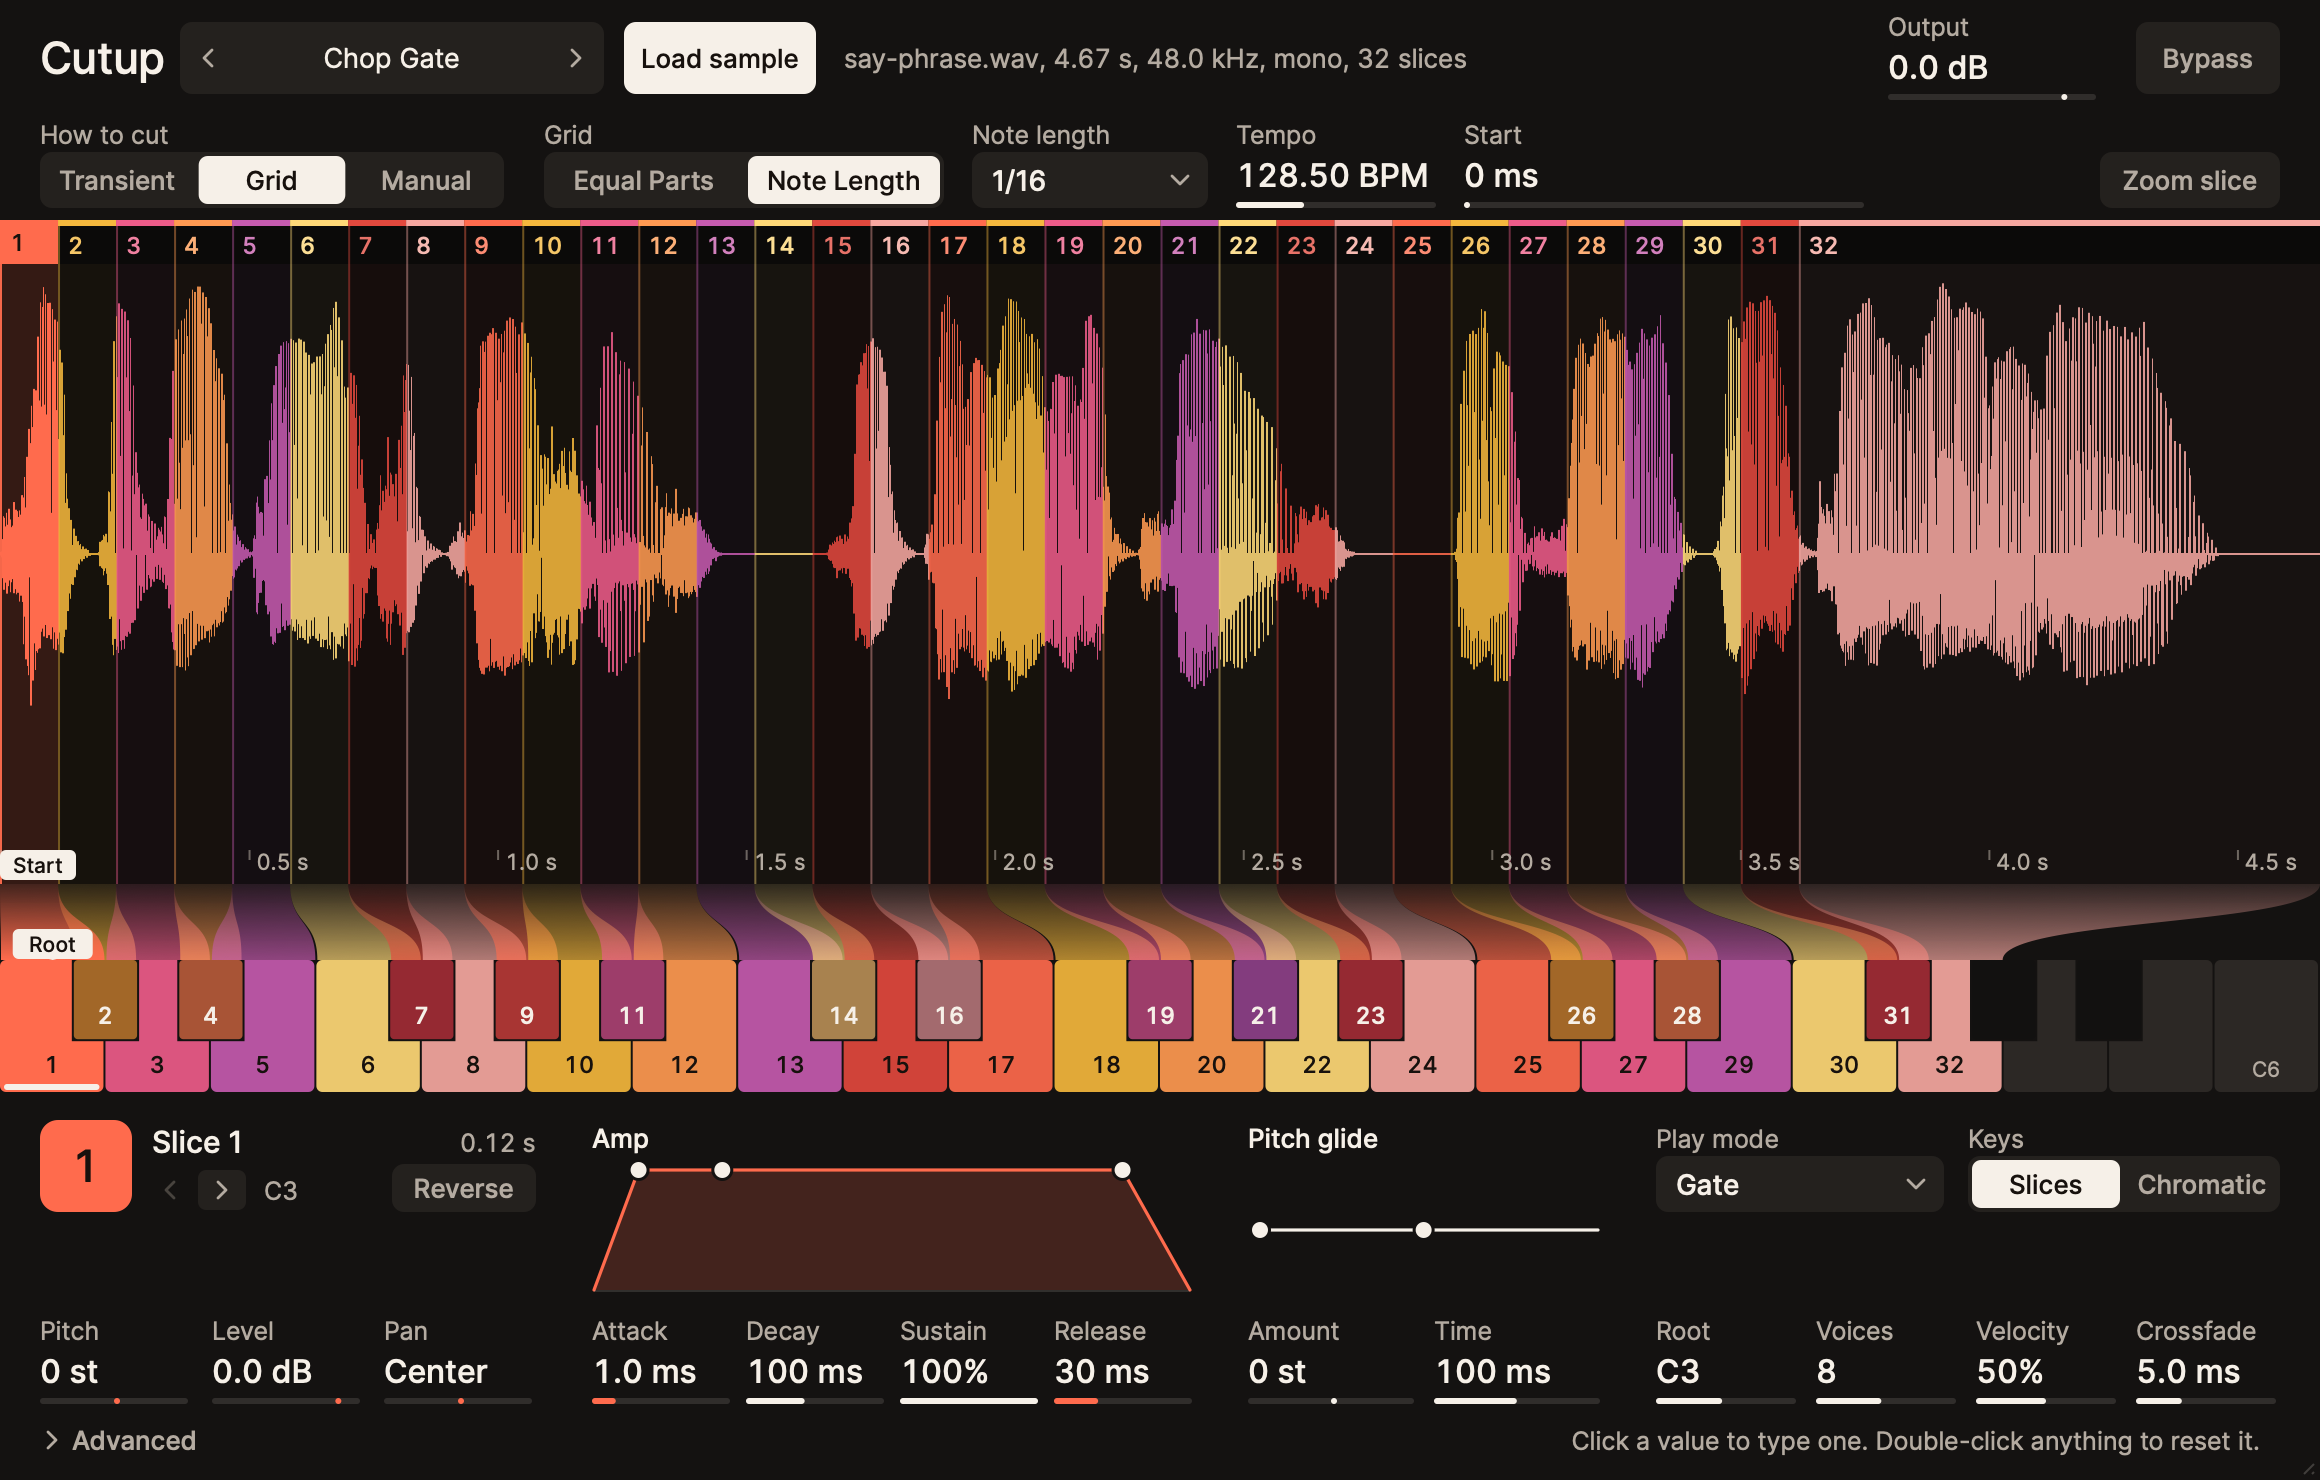 Cutup
Chop Gate
Load sample
say-phrase.wav, 4.67 s, 48.0 kHz, mono, 32 slices
Output
0.0 dB
Bypass
How to cut
Transient Grid Manual
Grid
Equal Parts Note Length
Note length
1/16
Tempo
128.50 BPM
Start
0 ms
Zoom slice
1 2 3 4 5 6 7 8 9 10 11 12 13 14 15 16 17 18 19 20 21 22 23 24 25 26 27 28 29 30 31 32
Start 0.5 s 1.0 s 1.5 s 2.0 s 2.5 s 3.0 s 3.5 s 4.0 s 4.5 s
Root
2 4 7 9 11 14 16 19 21 23 26 28 31
1 3 5 6 8 10 12 13 15 17 18 20 22 24 25 27 29 30 32 C6
1
Slice 1 0.12 s
C3
Reverse
Amp
Pitch glide
Play mode
Gate
Keys
Slices Chromatic
Pitch
0 st
Level
0.0 dB
Pan
Center
Attack
1.0 ms
Decay
100 ms
Sustain
100%
Release
30 ms
Amount
0 st
Time
100 ms
Root
C3
Voices
8
Velocity
50%
Crossfade
5.0 ms
Advanced
Click a value to type one. Double-click anything to reset it.